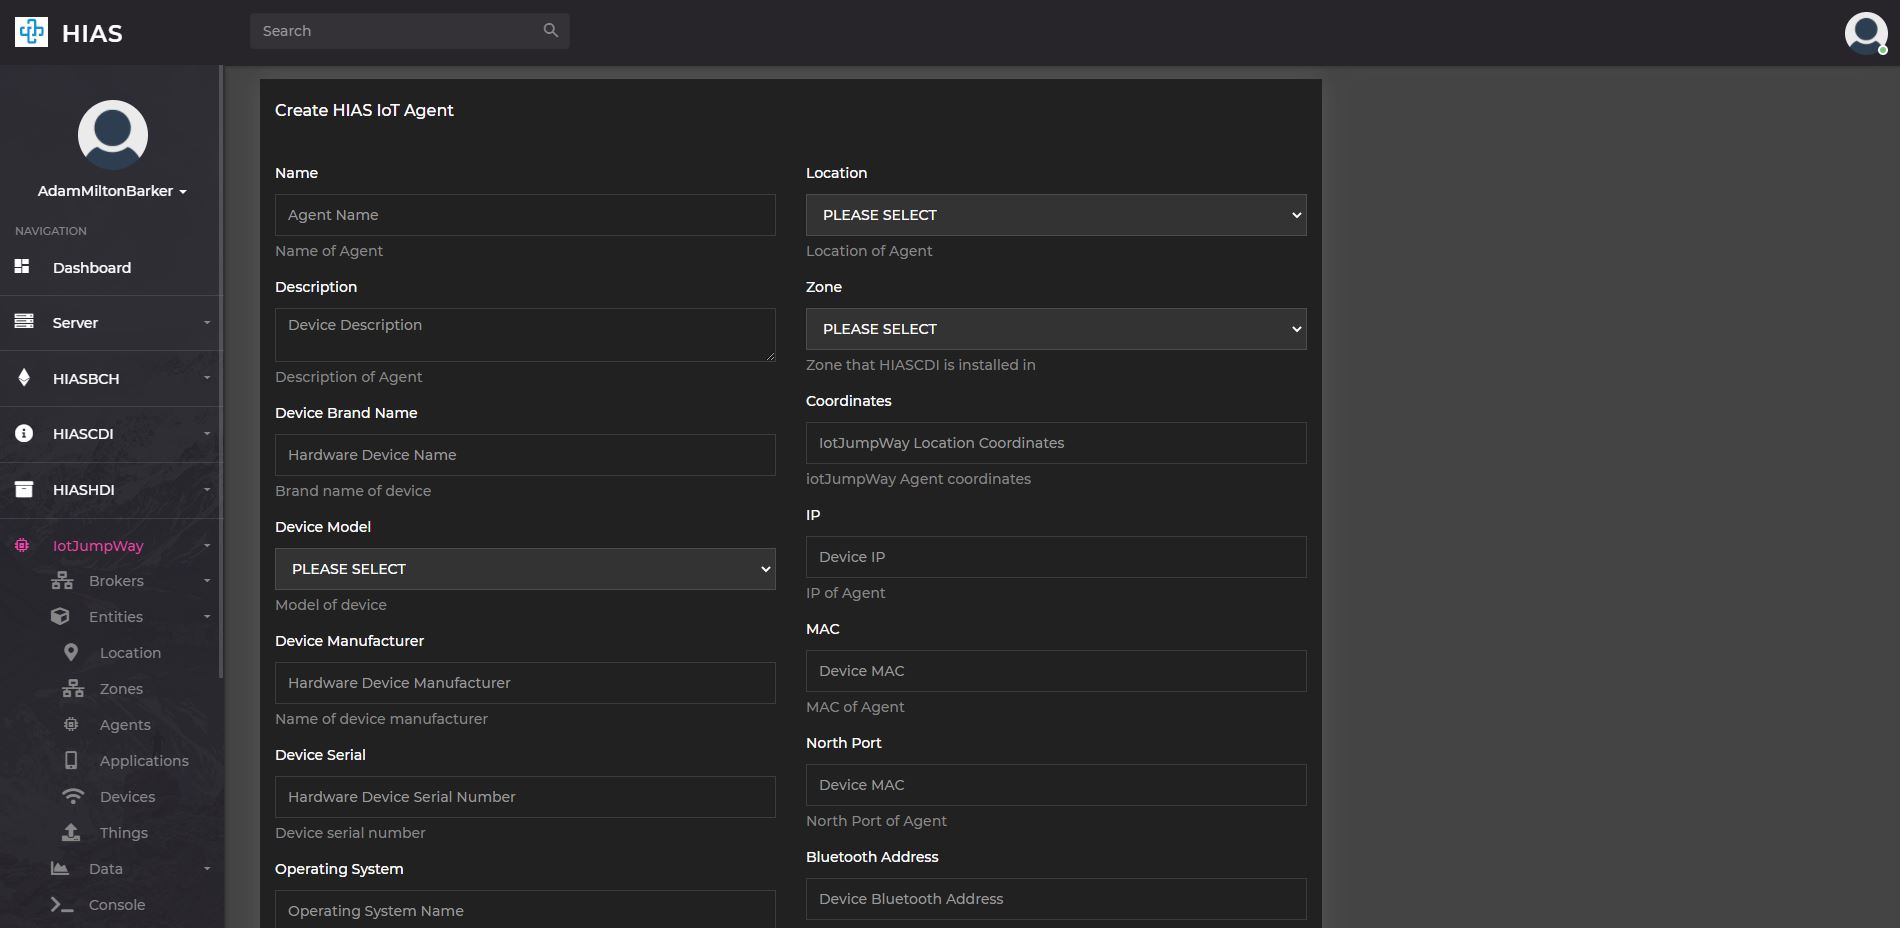 HIAS
Search
AdamMiltonBarker
NAVIGATION
Dashboard
Server
HIASBCH
HIASCDI
HIASHDI
IotJumpWay
Brokers
Entities
Location
Zones
Agents
Applications
Devices
Things
Data
Console
Create HIAS IoT Agent
Name
Agent Name
Name of Agent
Description
Device Description
Description of Agent
Device Brand Name
Hardware Device Name
Brand name of device
Device Model
PLEASE SELECT
Model of device
Device Manufacturer
Hardware Device Manufacturer
Name of device manufacturer
Device Serial
Hardware Device Serial Number
Device serial number
Operating System
Operating System Name
Location
PLEASE SELECT
Location of Agent
Zone
PLEASE SELECT
Zone that HIASCDI is installed in
Coordinates
IotJumpWay Location Coordinates
iotJumpWay Agent coordinates
IP
Device IP
IP of Agent
MAC
Device MAC
MAC of Agent
North Port
Device MAC
North Port of Agent
Bluetooth Address
Device Bluetooth Address